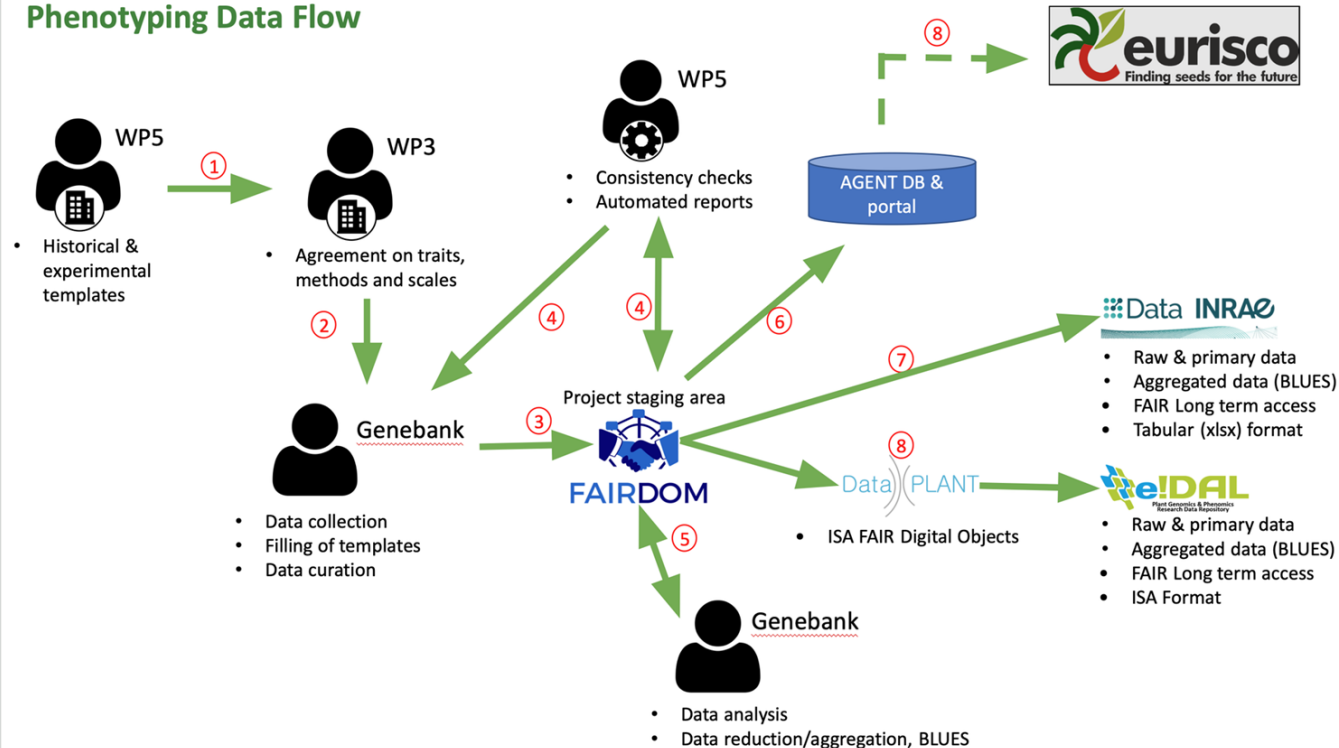 Phenotyping Data Flow
8
eurisco
Finding seeds for the future
WP5
WP5
WP3
1
• Consistency checks
• Automated reports
AGENT DB &
portal
• Historical &
experimental
templates
• Agreement on traits,
methods and scales
2
4
4
6
7
Data INRAE
• Raw & primary data
• Aggregated data (BLUES)
• FAIR Long term access
• Tabular (xlsx) format
Project staging area
Genebank
3
FAIRDOM
8
Data PLANT
• ISA FAIR Digital Objects
e!DAL
Plant Genomics & Phenomics
Research Data Repository
• Raw & primary data
• Aggregated data (BLUES)
• FAIR Long term access
• ISA Format
• Data collection
• Filling of templates
• Data curation
5
Genebank
• Data analysis
• Data reduction/aggregation, BLUES